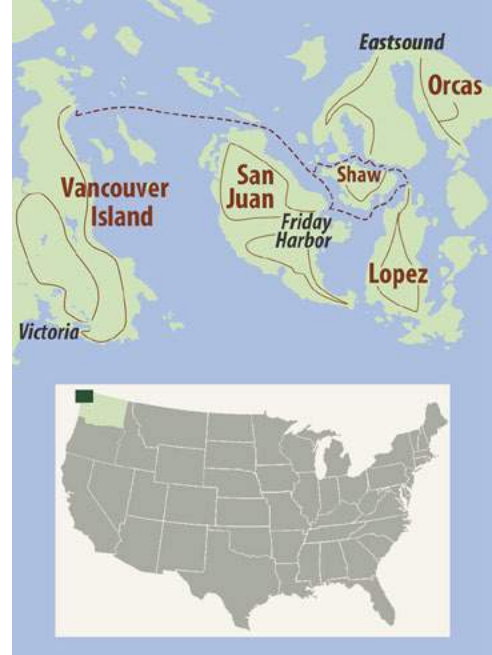 Eastsound
Orcas
Shaw
San
Juan
Vancouver
Island
Friday
Harbor
Lopez
Victoria